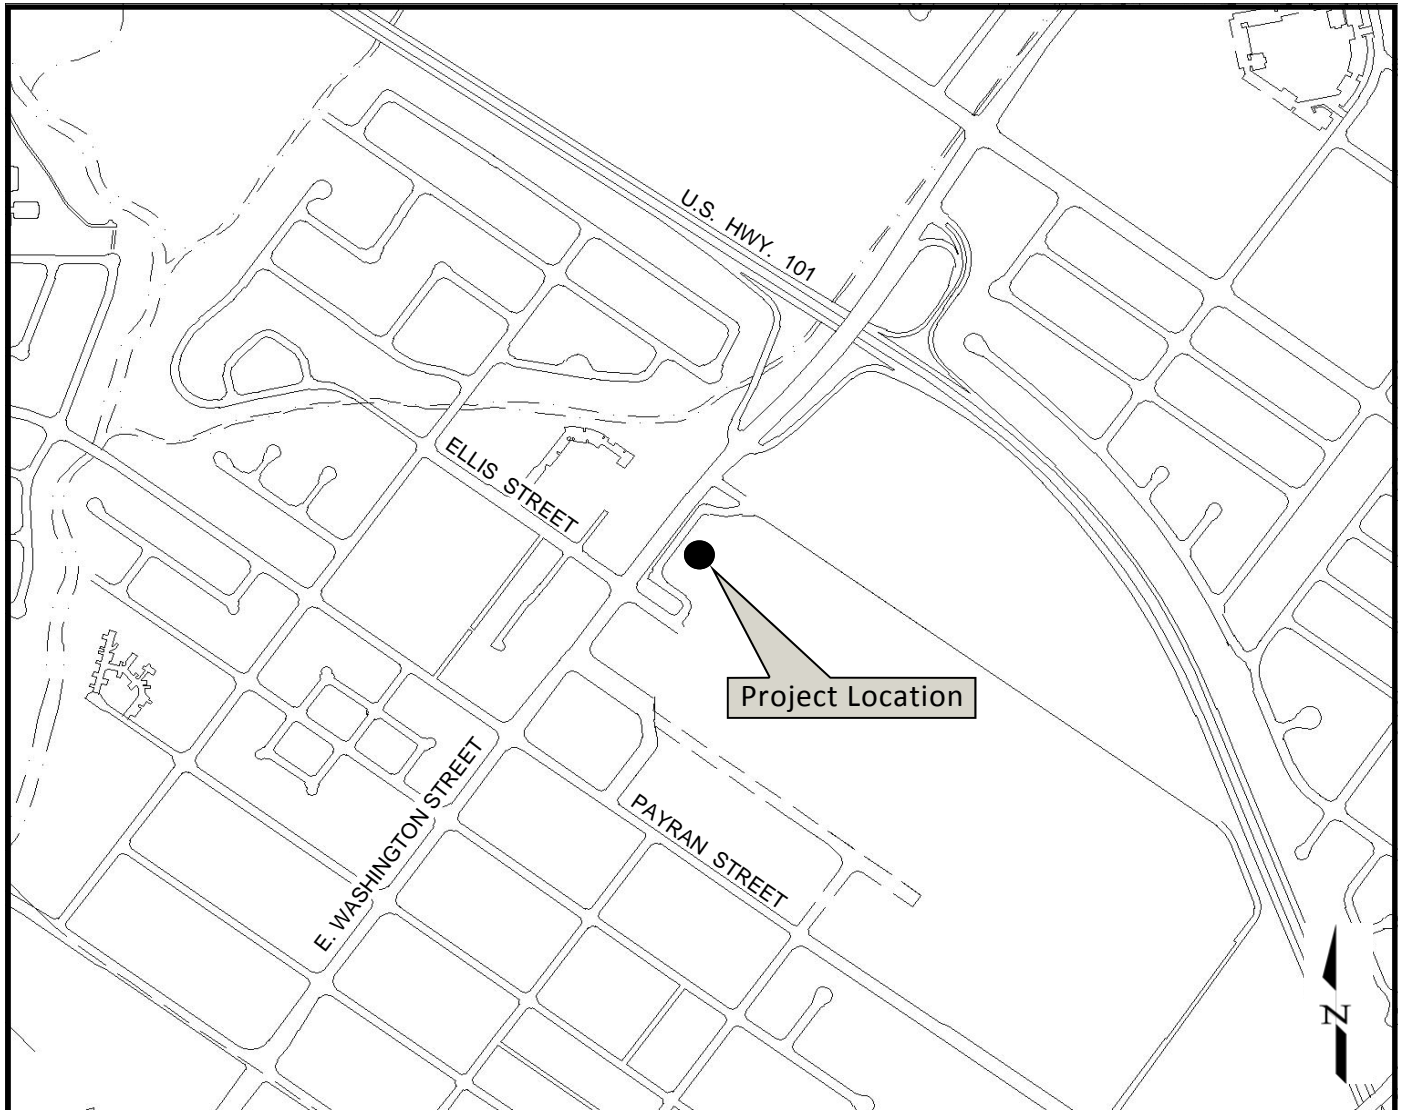 U.S. HWY. 101
ELLIS STREET
Project Location
E. WASHINGTON STREET
PAYRAN STREET
N